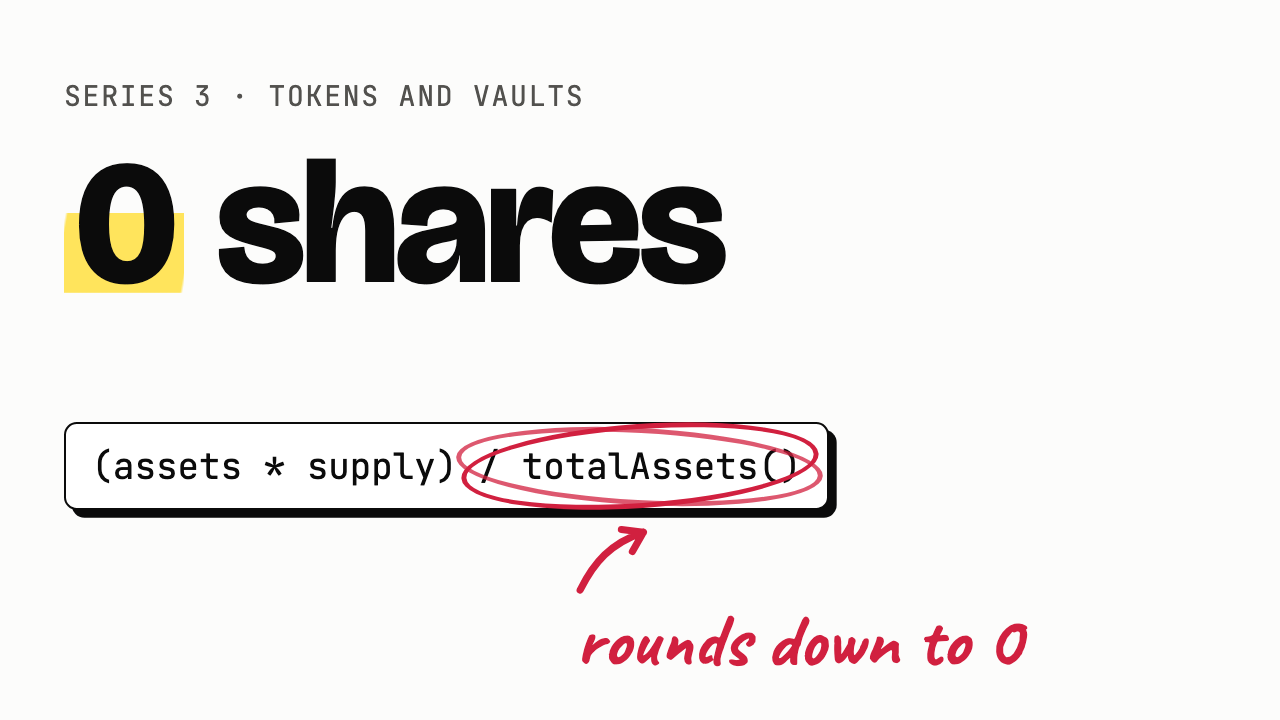 SERIES 3 · TOKENS AND VAULTS
0 shares
(assets * supply) / totalAssets()
rounds down to 0